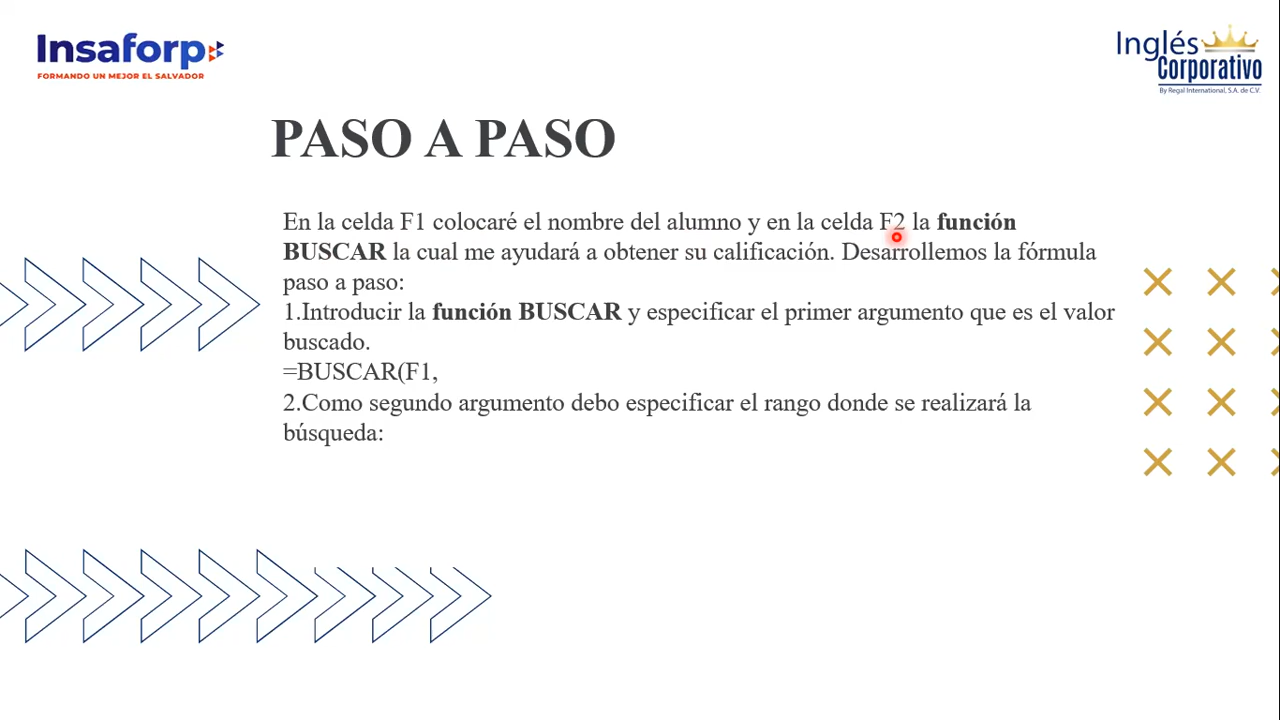 Insaforp
FORMANDO UN MEJOR EL SALVADOR
Inglés
Corporativo
By Regal International, S.A. de C.V.
PASO A PASO
En la celda F1 colocaré el nombre del alumno y en la celda F2 la función
BUSCAR la cual me ayudará a obtener su calificación. Desarrollemos la fórmula
paso a paso:
1.Introducir la función BUSCAR y especificar el primer argumento que es el valor
buscado.
=BUSCAR(F1,
2.Como segundo argumento debo especificar el rango donde se realizará la
búsqueda: